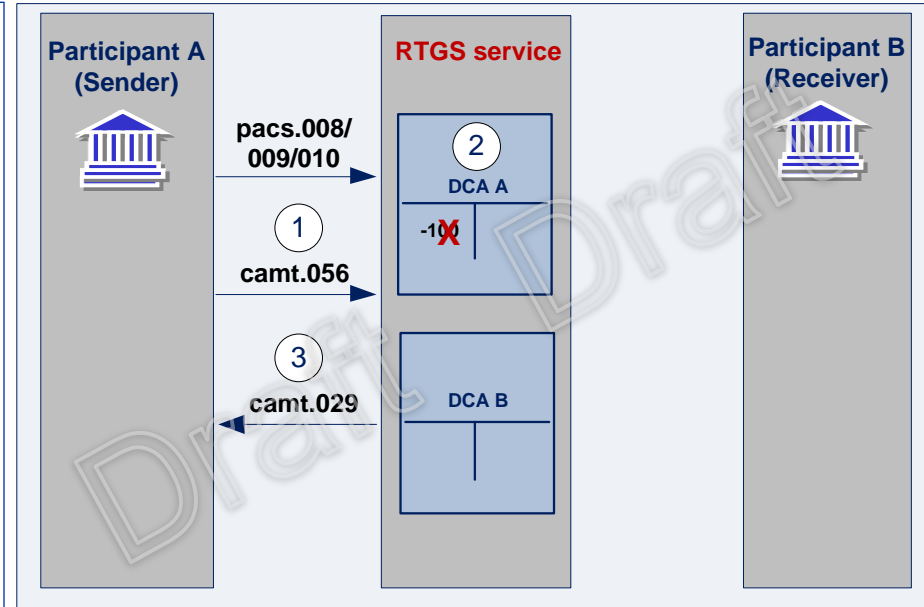 Participant A
(Sender)
RTGS service
Participant B
(Receiver)
pacs.008/
009/010
2
DCA A
-100
X
1
camt.056
3
camt.029
DCA B
Draft
Draft